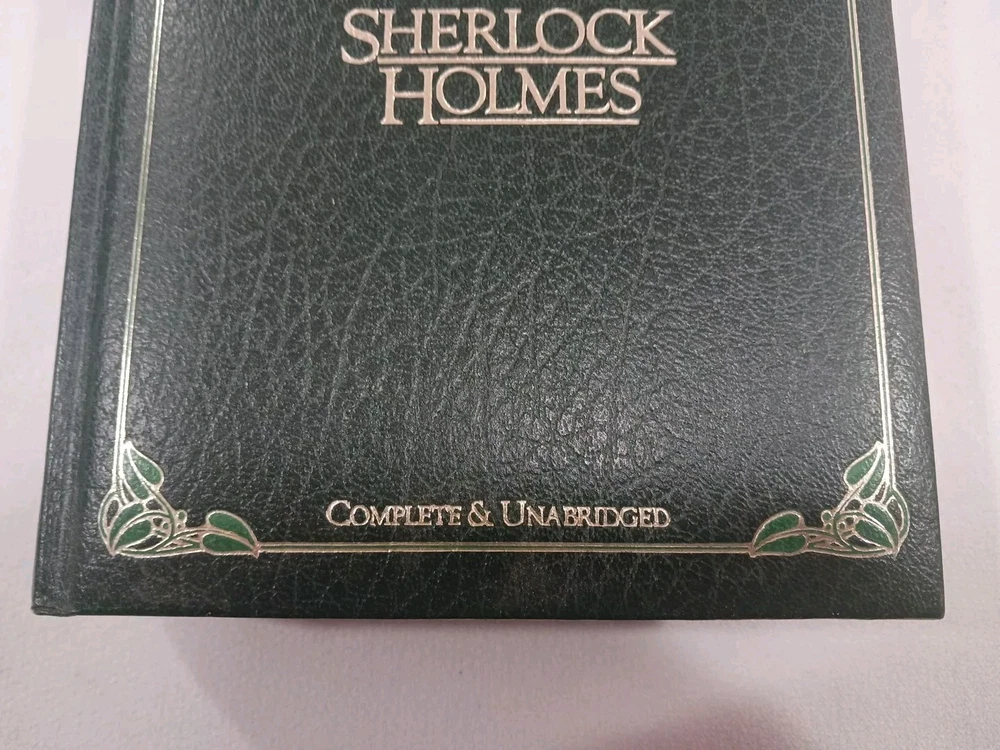 SHERLOCK
HOLMES
COMPLETE & UNABRIDGED